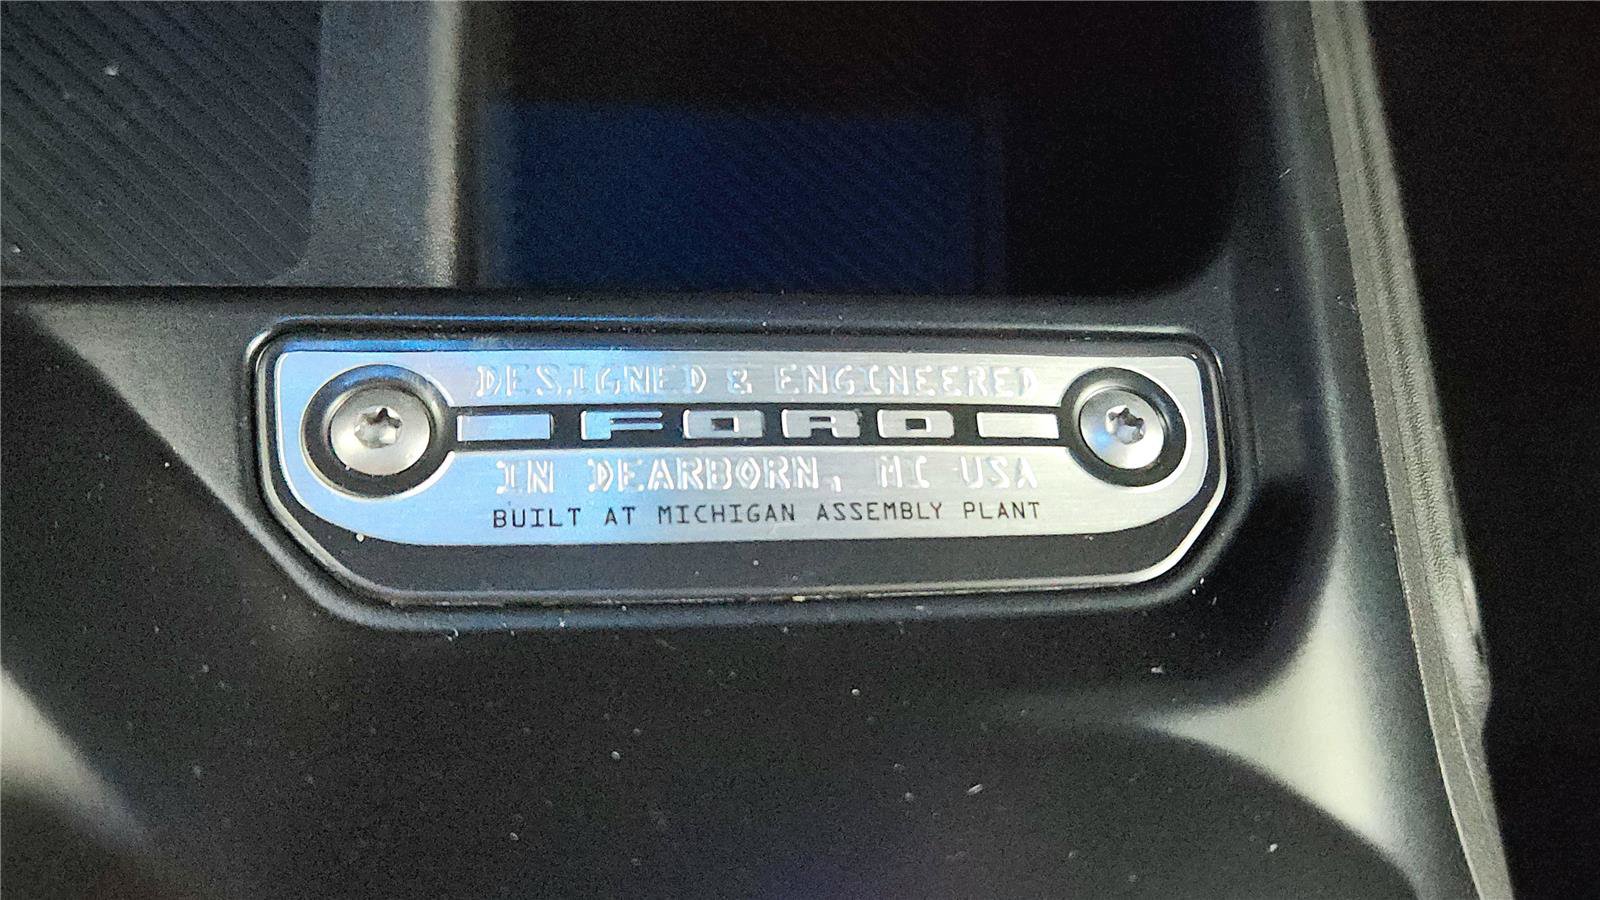 DESIGNED & ENGINEERED
FORD
IN DEARBORN, MI USA
BUILT AT MICHIGAN ASSEMBLY PLANT